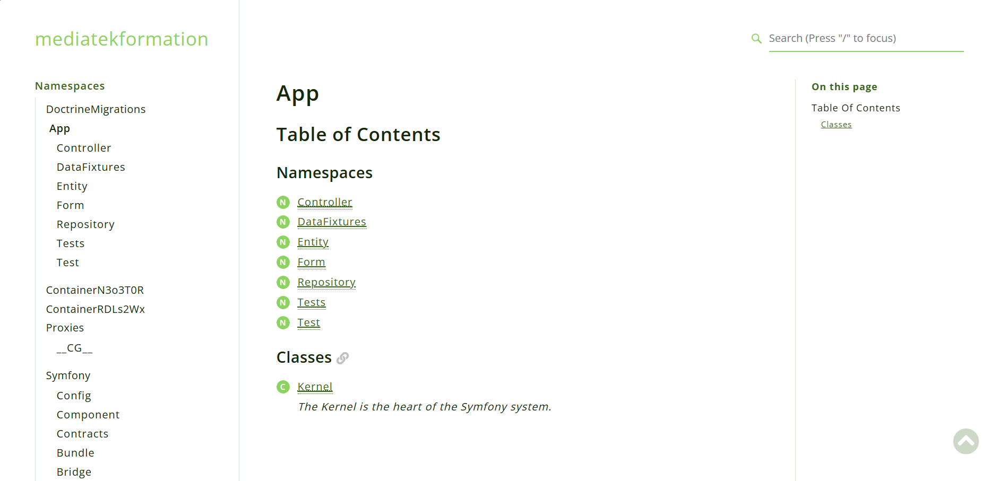 mediatekformation
Search (Press "/" to focus)
Namespaces
DoctrineMigrations
App
Controller
DataFixtures
Entity
Form
Repository
Tests
Test
ContainerN3o3T0R
ContainerRDLs2Wx
Proxies
__CG__
Symfony
Config
Component
Contracts
Bundle
Bridge
App
Table of Contents
Namespaces
N Controller
N DataFixtures
N Entity
N Form
N Repository
N Tests
N Test
Classes
C Kernel
The Kernel is the heart of the Symfony system.
On this page
Table Of Contents
Classes